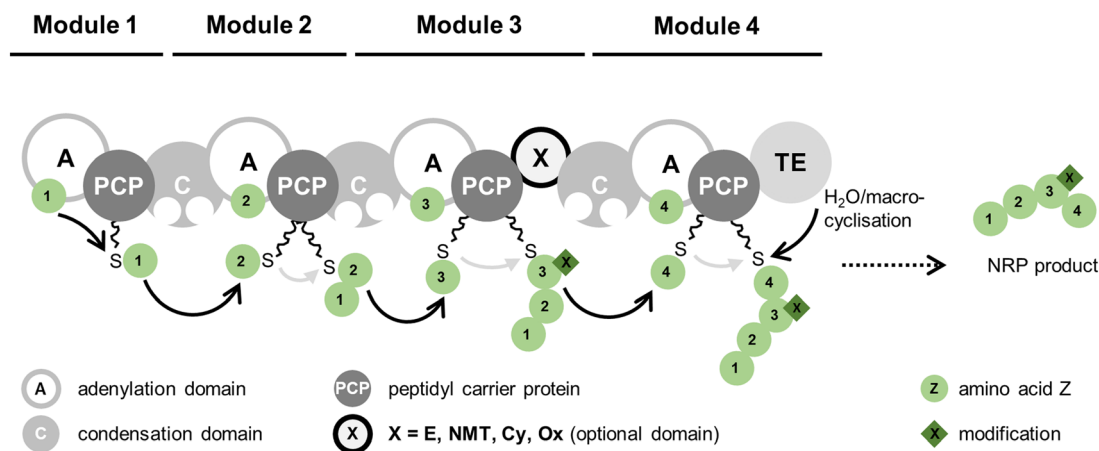 Module 1
Module 2
Module 3
Module 4
A
PCP
C
A
PCP
C
A
PCP
X
C
A
PCP
TE
1
2
3
4
S
1
2
S
2
1
S
3
S
3
X
2
1
S
4
S
4
3
X
2
1
H₂O/macro-
cyclisation
1
2
3
X
4
NRP product
A adenylation domain
PCP peptidyl carrier protein
Z amino acid Z
C condensation domain
X X = E, NMT, Cy, Ox (optional domain)
X modification